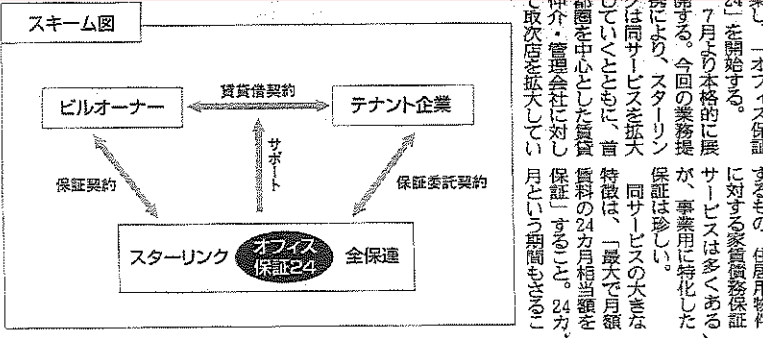 スキーム図
ビルオーナー
賃貸借契約
テナント企業
サポート
保証契約
保証委託契約
スターリンク
オフィス
保証24
全保連
業し、「オフィス保証
24」を開始する。
7月より本格的に展
開する。今回の業務提
携により、スターリン
クは同サービスを拡大
していくとともに、首
都圏を中心とした賃貸
仲介・管理会社に対し
て取次店を拡大してい
するもの。住居用物件
に対する家賃債務保証
サービスは多くある
が、事業用に特化した
保証は珍しい。
同サービスの大きな
特徴は、「最大で月額
賃料の24カ月相当額を
保証」すること。24カ
月という期間もさるこ